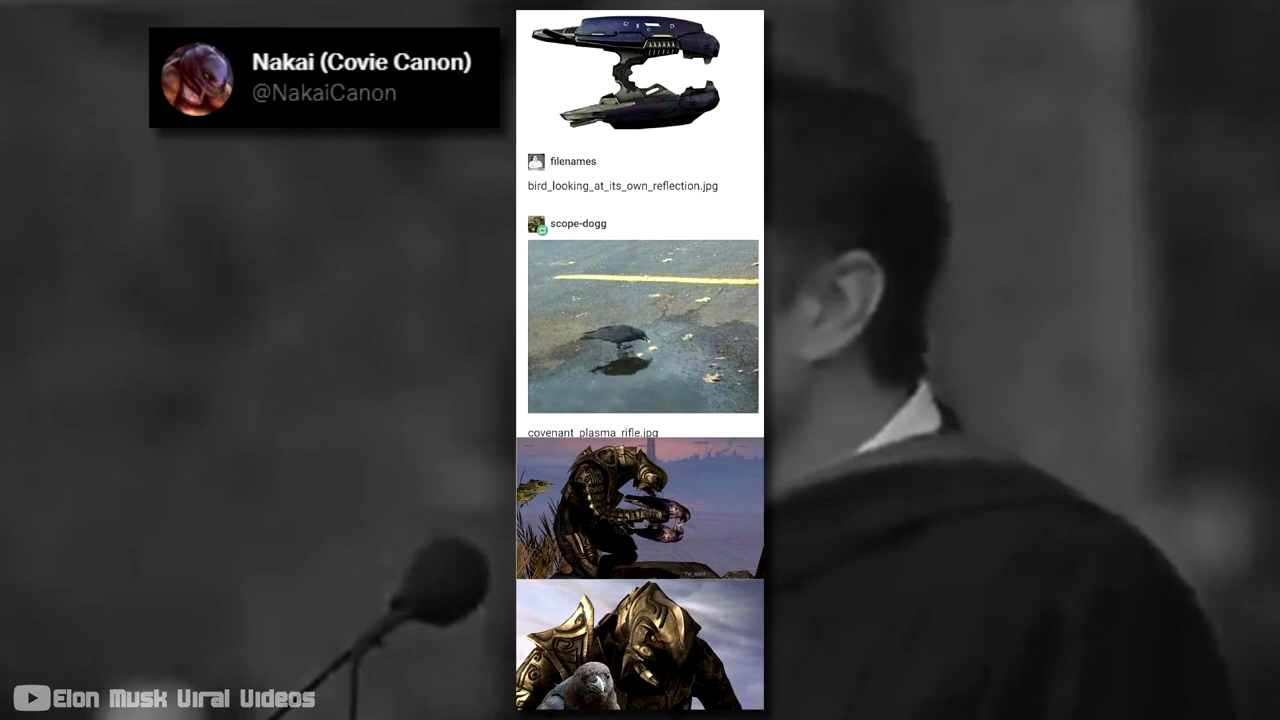 Nakai (Covie Canon)
@NakaiCanon
filenames
bird_looking_at_its_own_reflection.jpg
scope-dogg
covenant_plasma_rifle.jpg
Elon Musk Viral Videos